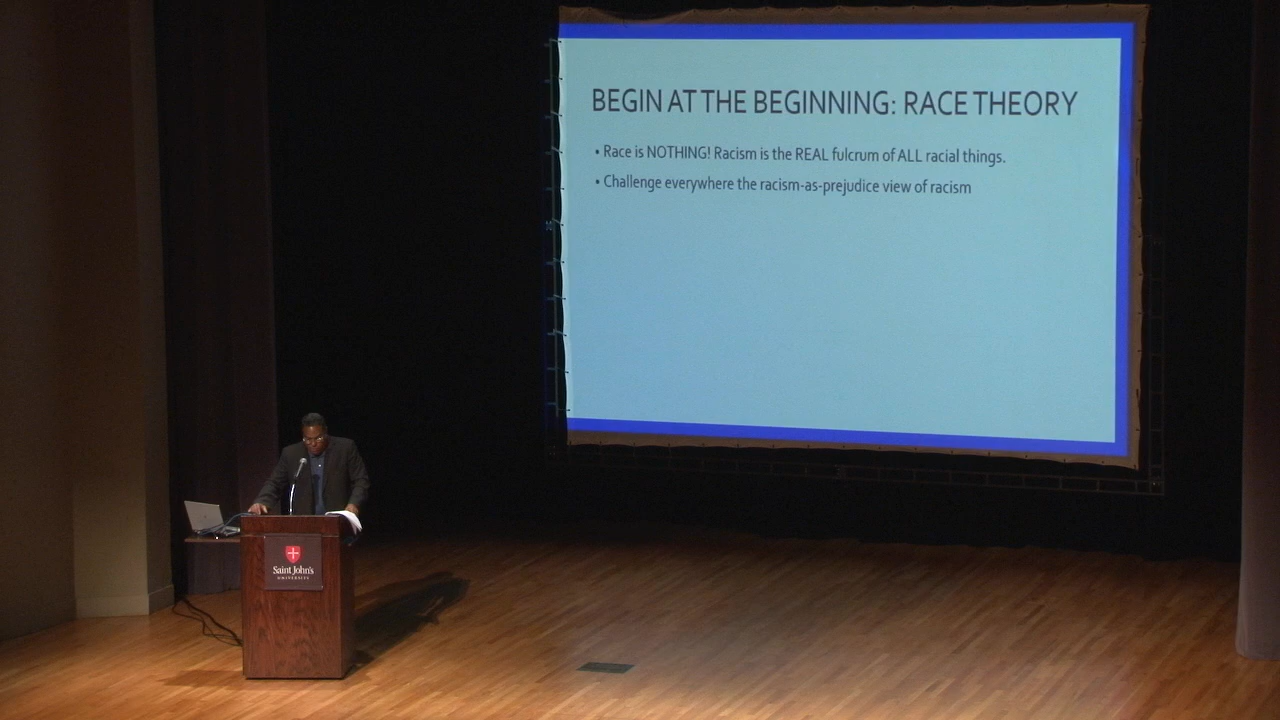 BEGIN AT THE BEGINNING: RACE THEORY
• Race is NOTHING! Racism is the REAL fulcrum of ALL racial things.
• Challenge everywhere the racism-as-prejudice view of racism
Saint John's
UNIVERSITY